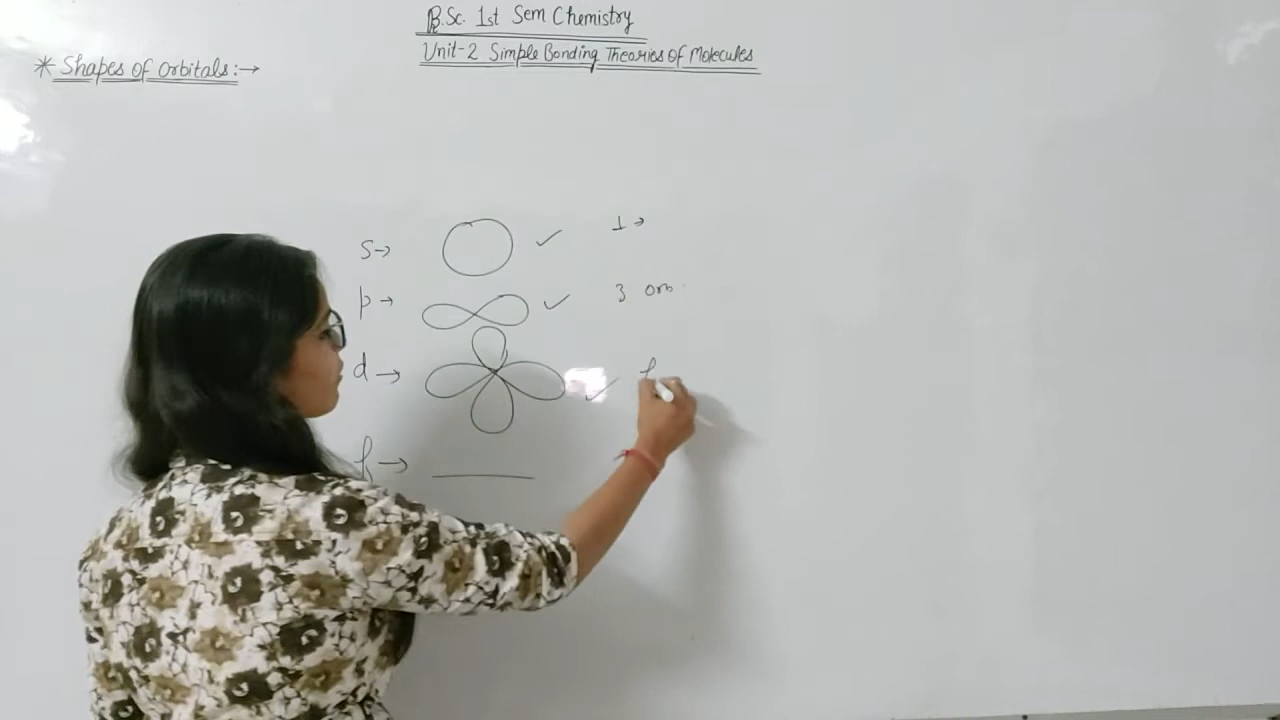 B.Sc. 1st Sem Chemistry
Unit-2 Simple Bonding Theories of Molecules
* Shapes of Orbitals:→
s→ ✓ 1→
p→ ✓ 3 orb
d→ ✓
f→